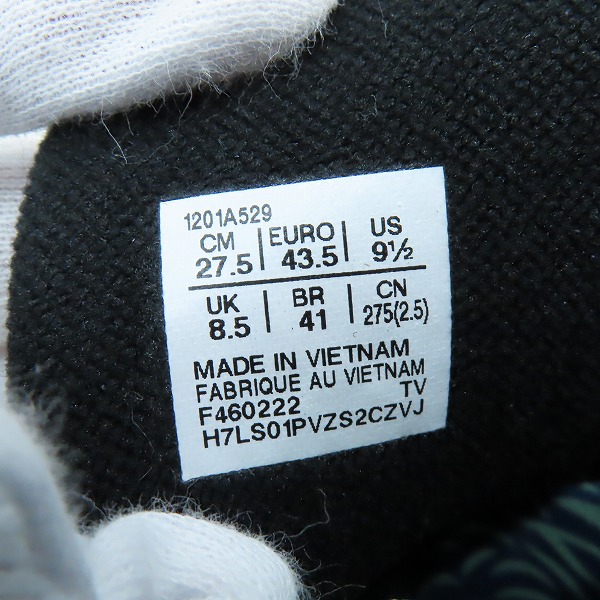 1201A529
CM | EURO | US
27.5 | 43.5 | 9½
UK | BR | CN
8.5 | 41 | 275(2.5)
MADE IN VIETNAM
FABRIQUE AU VIETNAM
F460222 TV
H7LS01PVZS2CZVJ